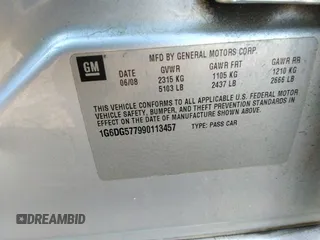 GM
MFD BY GENERAL MOTORS CORP.
DATE GVWR GAWR FRT GAWR RR
06/08 2315 KG 1105 KG 1210 KG
5103 LB 2437 LB 2668 LB
THIS VEHICLE CONFORMS TO ALL APPLICABLE U.S. FEDERAL MOTOR
VEHICLE SAFETY, BUMPER, AND THEFT PREVENTION STANDARDS
IN EFFECT ON THE DATE OF MANUFACTURE SHOWN ABOVE.
1G6DG577990113457 TYPE: PASS CAR
DREAMBID